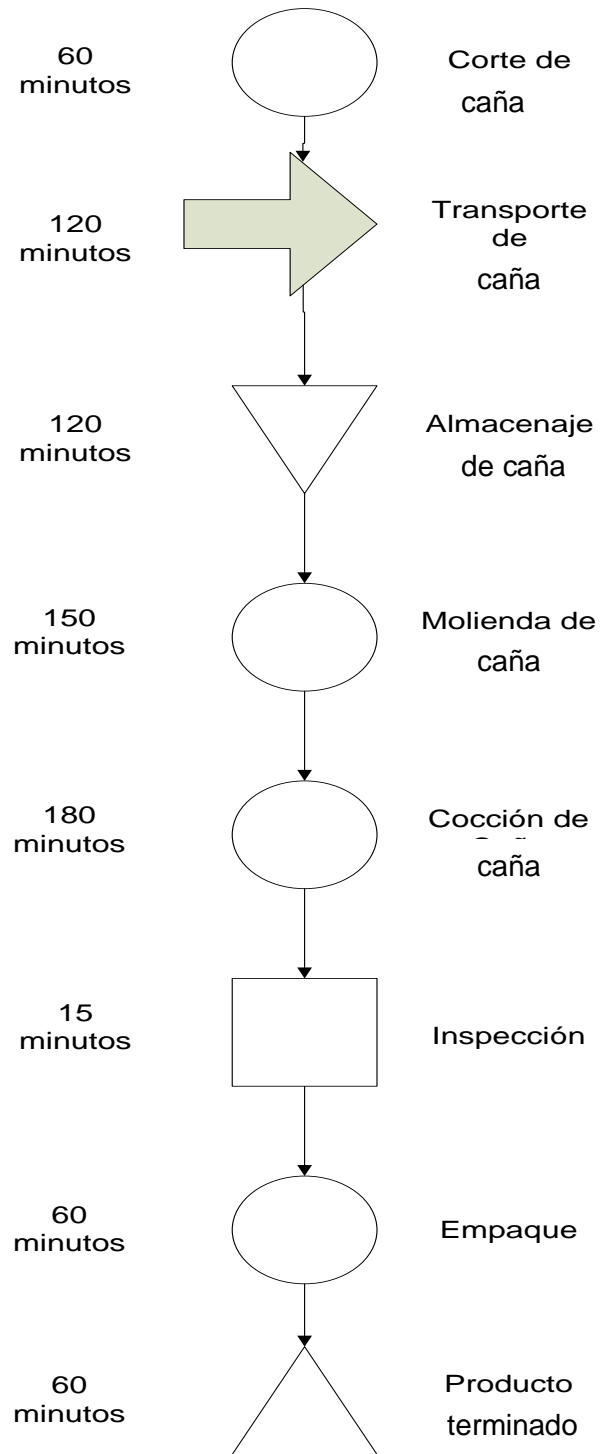 60
minutos
Corte de
caña
120
minutos
Transporte
de
caña
120
minutos
Almacenaje
de caña
150
minutos
Molienda de
caña
180
minutos
Cocción de
caña
15
minutos
Inspección
60
minutos
Empaque
60
minutos
Producto
terminado